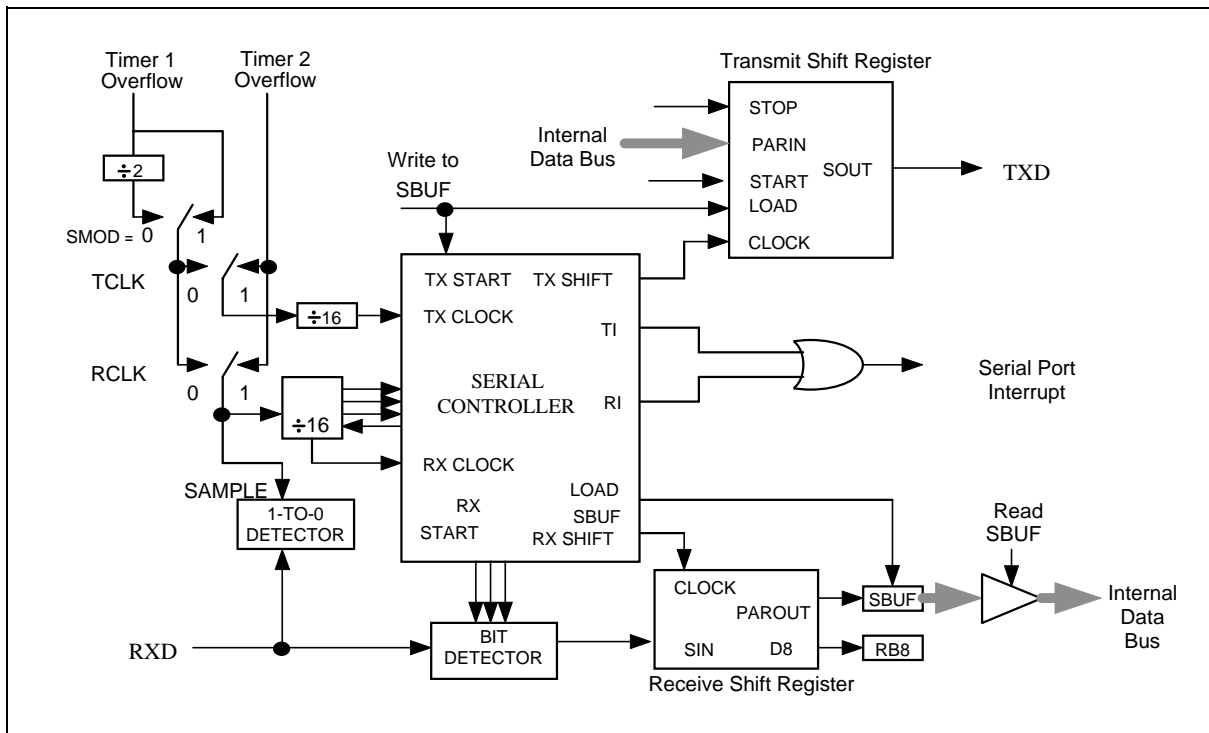 Timer 1
Overflow
Timer 2
Overflow
÷2
SMOD = 0
1
TCLK
0
1
÷16
RCLK
0
1
÷16
SAMPLE
1-TO-0
DETECTOR
RXD
Write to
SBUF
TX START
TX SHIFT
TX CLOCK
TI
SERIAL
CONTROLLER
RI
RX CLOCK
LOAD
SBUF
RX
START
RX SHIFT
BIT
DETECTOR
Transmit Shift Register
Internal
Data Bus
STOP
PARIN
SOUT
START
LOAD
CLOCK
TXD
Serial Port
Interrupt
CLOCK
PAROUT
SIN
D8
Receive Shift Register
SBUF
RB8
Read
SBUF
Internal
Data
Bus